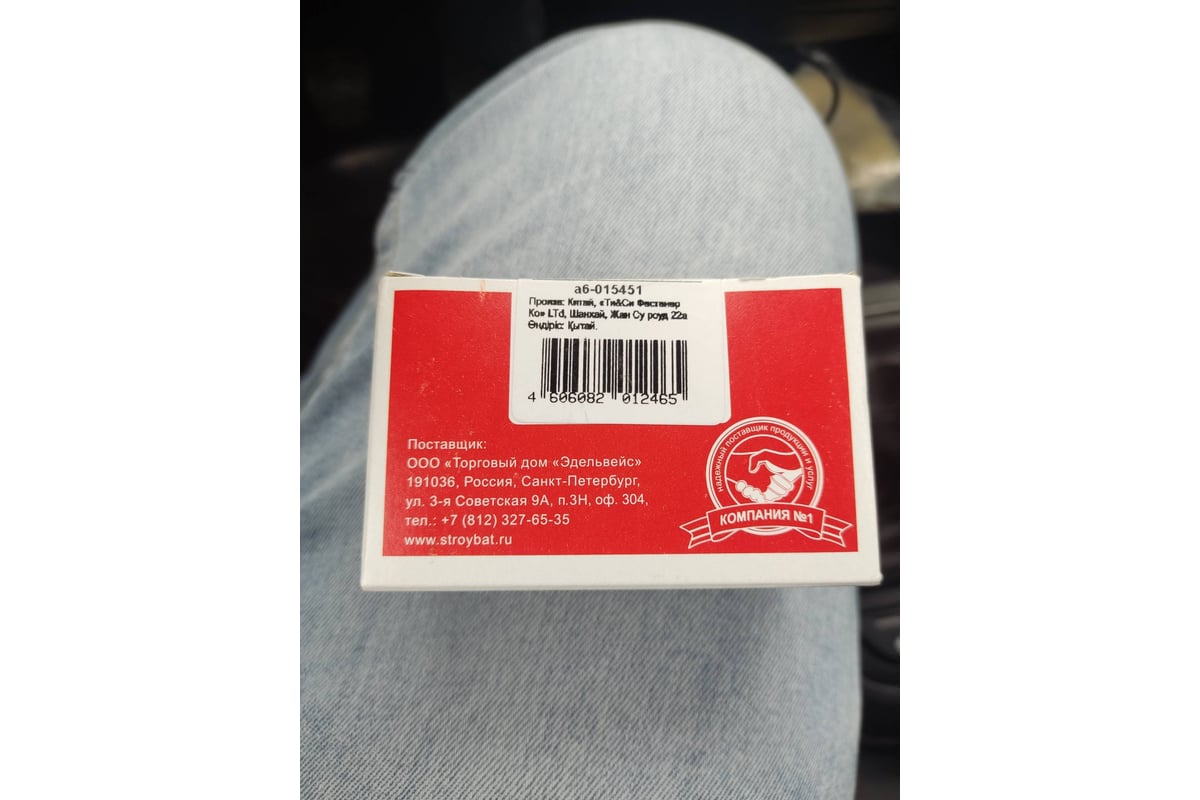 а6-015451
Произв: Китай, «Ти&Си Фастенер
Ко» LTd, Шанхай, Жан Су роуд 22а
Өндіріс: Қытай.
4 606082 012465
Поставщик:
ООО «Торговый дом «Эдельвейс»
191036, Россия, Санкт-Петербург,
ул. 3-я Советская 9А, п.3Н, оф. 304,
тел.: +7 (812) 327-65-35
www.stroybat.ru
надежный поставщик продукции и услуг
КОМПАНИЯ №1